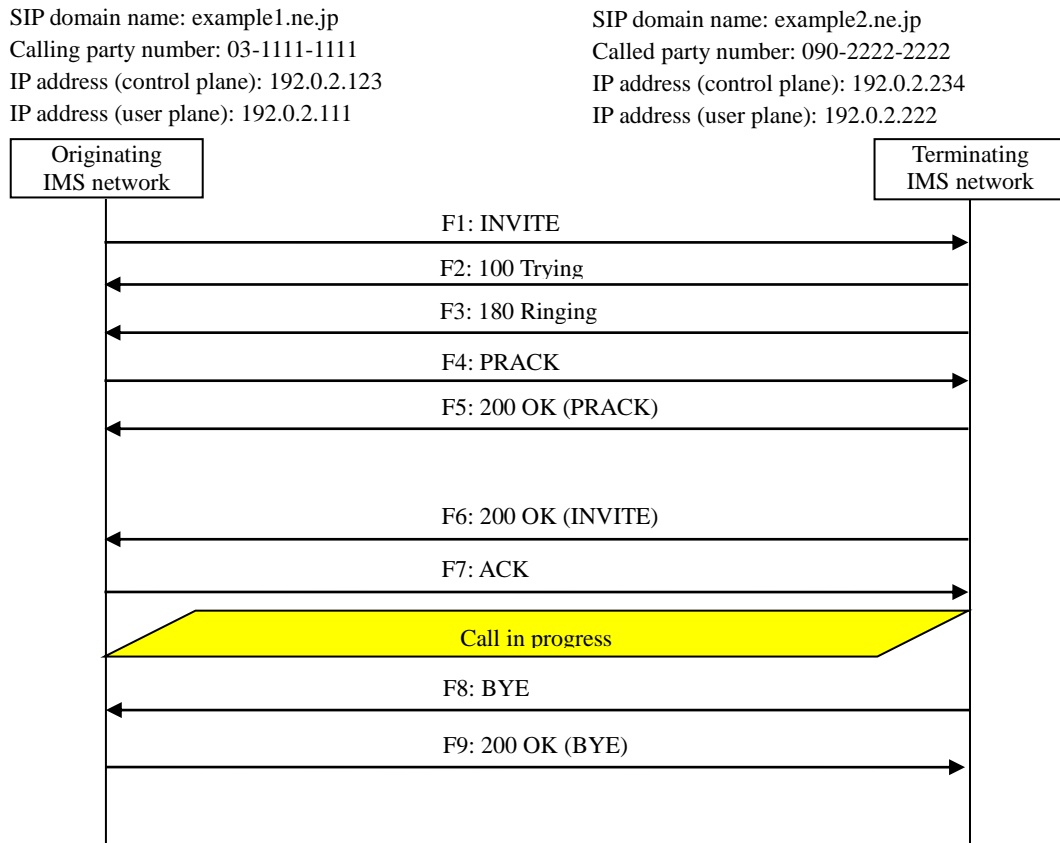 SIP domain name: example1.ne.jp
Calling party number: 03-1111-1111
IP address (control plane): 192.0.2.123
IP address (user plane): 192.0.2.111
SIP domain name: example2.ne.jp
Called party number: 090-2222-2222
IP address (control plane): 192.0.2.234
IP address (user plane): 192.0.2.222
Originating
IMS network
Terminating
IMS network
F1: INVITE
F2: 100 Trying
F3: 180 Ringing
F4: PRACK
F5: 200 OK (PRACK)
F6: 200 OK (INVITE)
F7: ACK
Call in progress
F8: BYE
F9: 200 OK (BYE)